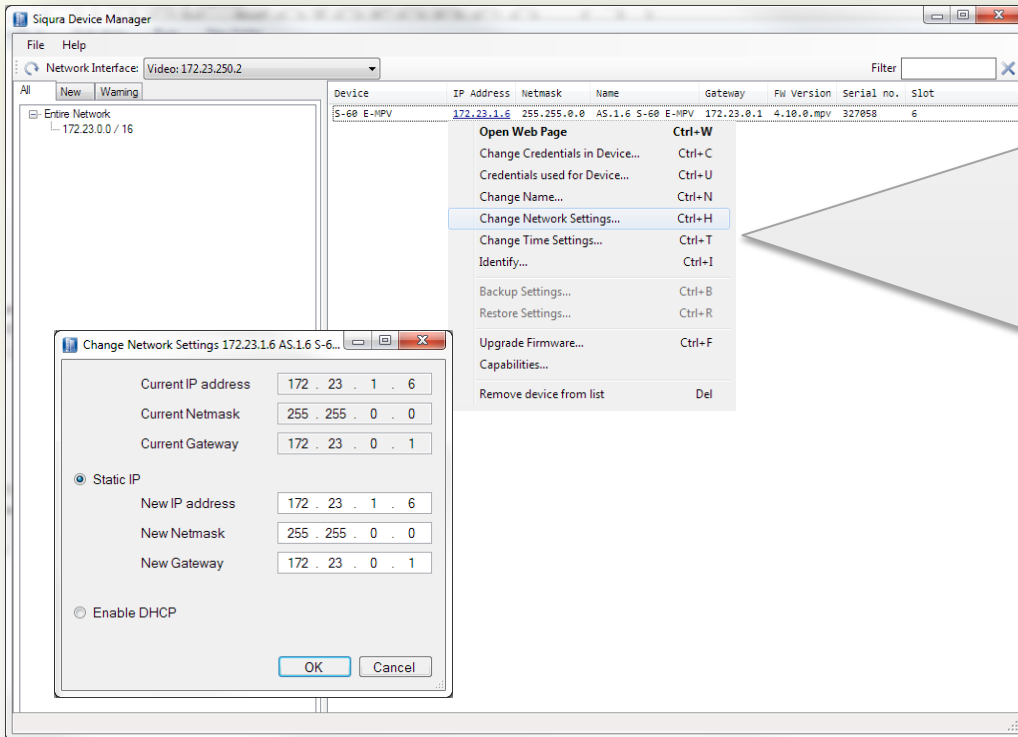 Siqura Device Manager
File Help
Network Interface: Video: 172.23.250.2 Filter
All New Warning
Entire Network
172.23.0.0 / 16
Device IP Address Netmask Name Gateway FW Version Serial no. Slot
S-60 E-MPV 172.23.1.6 255.255.0.0 AS.1.6 S-60 E-MPV 172.23.0.1 4.10.0.mpv 327058 6
Open Web Page Ctrl+W
Change Credentials in Device... Ctrl+C
Credentials used for Device... Ctrl+U
Change Name... Ctrl+N
Change Network Settings... Ctrl+H
Change Time Settings... Ctrl+T
Identify... Ctrl+I
Backup Settings... Ctrl+B
Restore Settings... Ctrl+R
Upgrade Firmware... Ctrl+F
Capabilities...
Remove device from list Del
Change Network Settings 172.23.1.6 AS.1.6 S-6...
Current IP address 172 . 23 . 1 . 6
Current Netmask 255 . 255 . 0 . 0
Current Gateway 172 . 23 . 0 . 1
Static IP
New IP address 172 . 23 . 1 . 6
New Netmask 255 . 255 . 0 . 0
New Gateway 172 . 23 . 0 . 1
Enable DHCP
OK Cancel